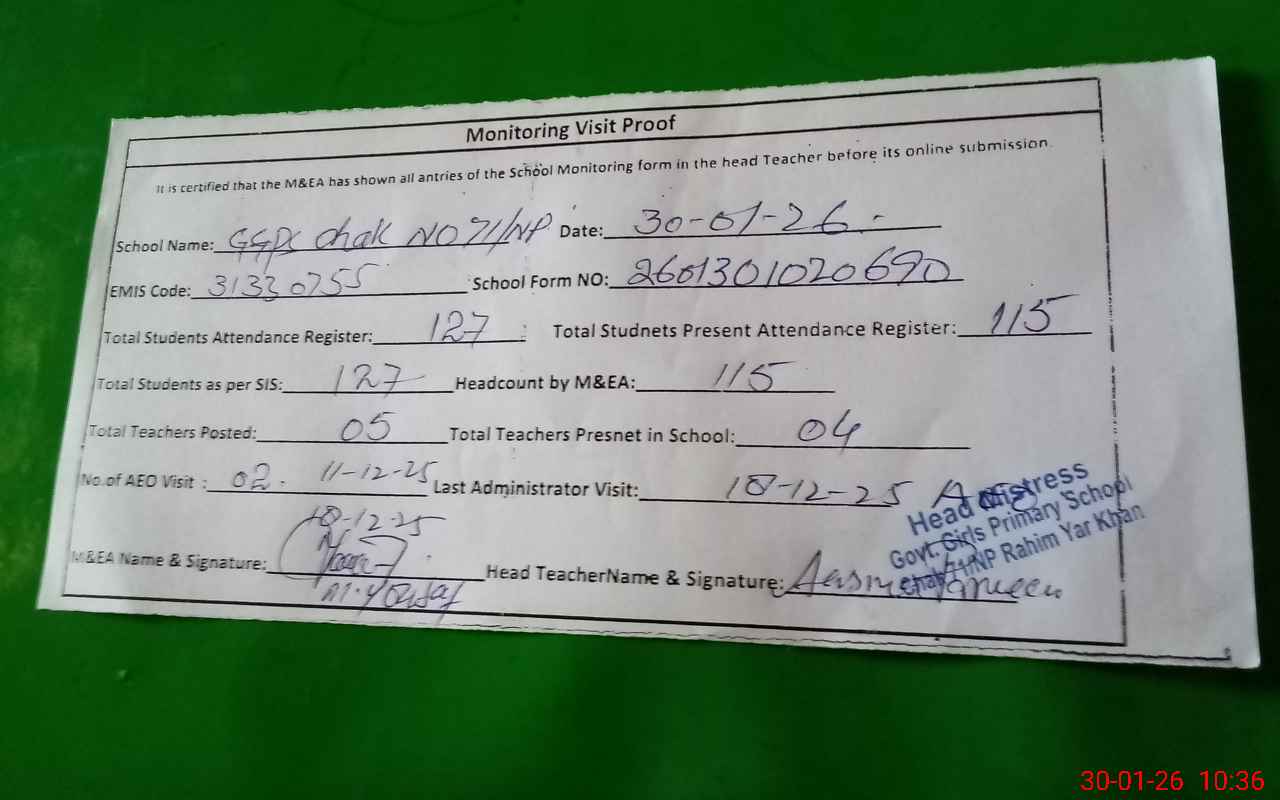 Monitoring Visit Proof
It is certified that the M&EA has shown all antries of the School Monitoring form in the head Teacher before its online submission.
School Name: GGPS Chak NO 71/NP Date: 30-01-26.
EMIS Code: 31330755 School Form NO: 2601301020690
Total Students Attendance Register: 127 Total Studnets Present Attendance Register: 115
Total Students as per SIS: 127 Headcount by M&EA: 115
Total Teachers Posted: 05 Total Teachers Presnet in School: 04
No.of AEO Visit : 02. 11-12-25 Last Administrator Visit: 18-12-25
18-12-25
Head Mistress
Govt. Girls Primary School
Chak 71/NP Rahim Yar Khan
M&EA Name & Signature: Head TeacherName & Signature:
M.Yousaf
30-01-26 10:36